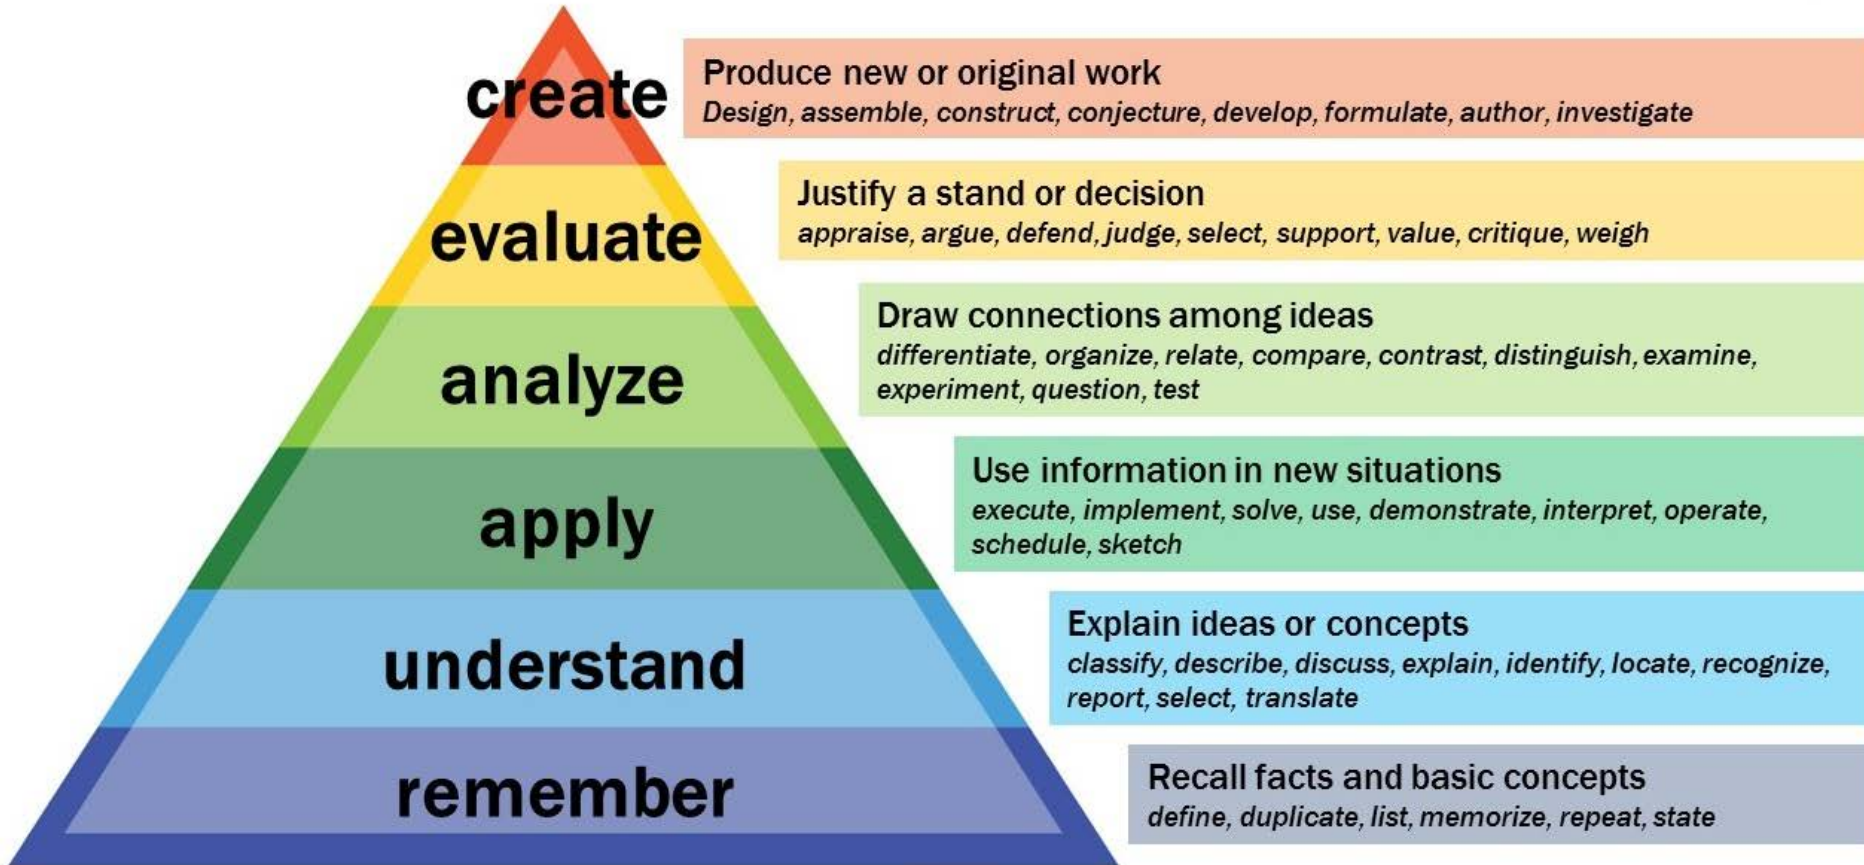 create
Produce new or original work
Design, assemble, construct, conjecture, develop, formulate, author, investigate
evaluate
Justify a stand or decision
appraise, argue, defend, judge, select, support, value, critique, weigh
analyze
Draw connections among ideas
differentiate, organize, relate, compare, contrast, distinguish, examine,
experiment, question, test
apply
Use information in new situations
execute, implement, solve, use, demonstrate, interpret, operate,
schedule, sketch
understand
Explain ideas or concepts
classify, describe, discuss, explain, identify, locate, recognize,
report, select, translate
remember
Recall facts and basic concepts
define, duplicate, list, memorize, repeat, state